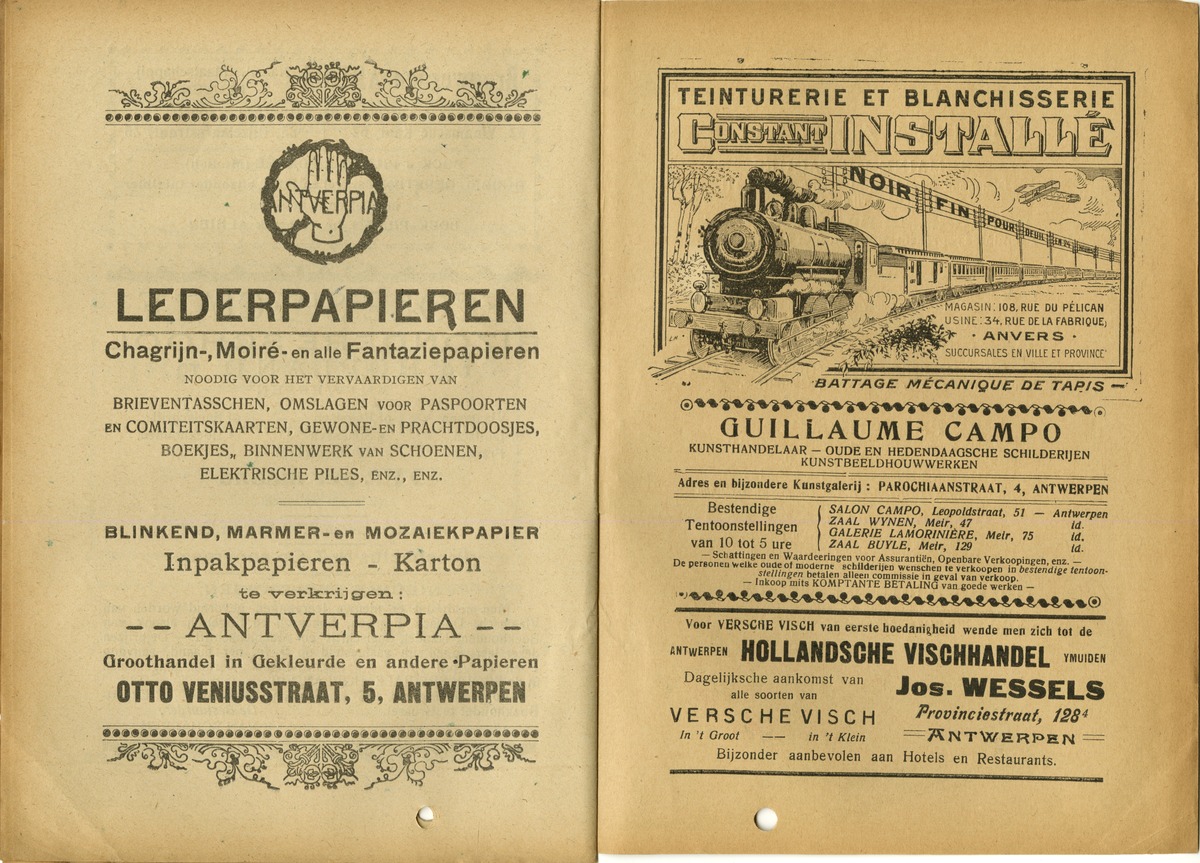 ANTVERPIA
LEDERPAPIEREN
Chagrijn-, Moiré- en alle Fantaziepapieren
NOODIG VOOR HET VERVAARDIGEN VAN
BRIEVENTASSCHEN, OMSLAGEN VOOR PASPOORTEN
EN COMITEITSKAARTEN, GEWONE- EN PRACHTDOOSJES,
BOEKJES,, BINNENWERK VAN SCHOENEN,
ELEKTRISCHE PILES, ENZ., ENZ.
BLINKEND, MARMER- en MOZAIEKPAPIER
Inpakpapieren - Karton
te verkrijgen :
-- ANTVERPIA --
Groothandel in Gekleurde en andere Papieren
OTTO VENIUSSTRAAT, 5, ANTWERPEN
TEINTURERIE ET BLANCHISSERIE
CONSTANT INSTALLÉ
NOIR FIN POUR DEUIL EN
MAGASIN: 108, RUE DU PÉLICAN
USINE: 34, RUE DE LA FABRIQUE,
· ANVERS ·
SUCCURSALES EN VILLE ET PROVINCE
BATTAGE MÉCANIQUE DE TAPIS —
GUILLAUME CAMPO
KUNSTHANDELAAR — OUDE EN HEDENDAAGSCHE SCHILDERIJEN
KUNSTBEELDHOUWWERKEN
Adres en bijzondere Kunstgalerij : PAROCHIAANSTRAAT, 4, ANTWERPEN
Bestendige
Tentoonstellingen
van 10 tot 5 ure
SALON CAMPO, Leopoldstraat, 51 — Antwerpen
ZAAL WYNEN, Meir, 47 id.
GALERIE LAMORINIÈRE, Meir, 75 id.
ZAAL BUYLE, Meir, 129 id.
— Schattingen en Waardeeringen voor Assurantiën, Openbare Verkoopingen, enz. —
De personen welke oude of moderne schilderijen wenschen te verkoopen in bestendige tentoon-
stellingen betalen alleen commissie in geval van verkoop.
— Inkoop mits KOMPTANTE BETALING van goede werken —
Voor VERSCHE VISCH van eerste hoedanigheid wende men zich tot de
ANTWERPEN HOLLANDSCHE VISCHHANDEL YMUIDEN
Dagelijksche aankomst van
alle soorten van
VERSCHE VISCH
In 't Groot — in 't Klein
Jos. WESSELS
Provinciestraat, 128⁴
ANTWERPEN
Bijzonder aanbevolen aan Hotels en Restaurants.